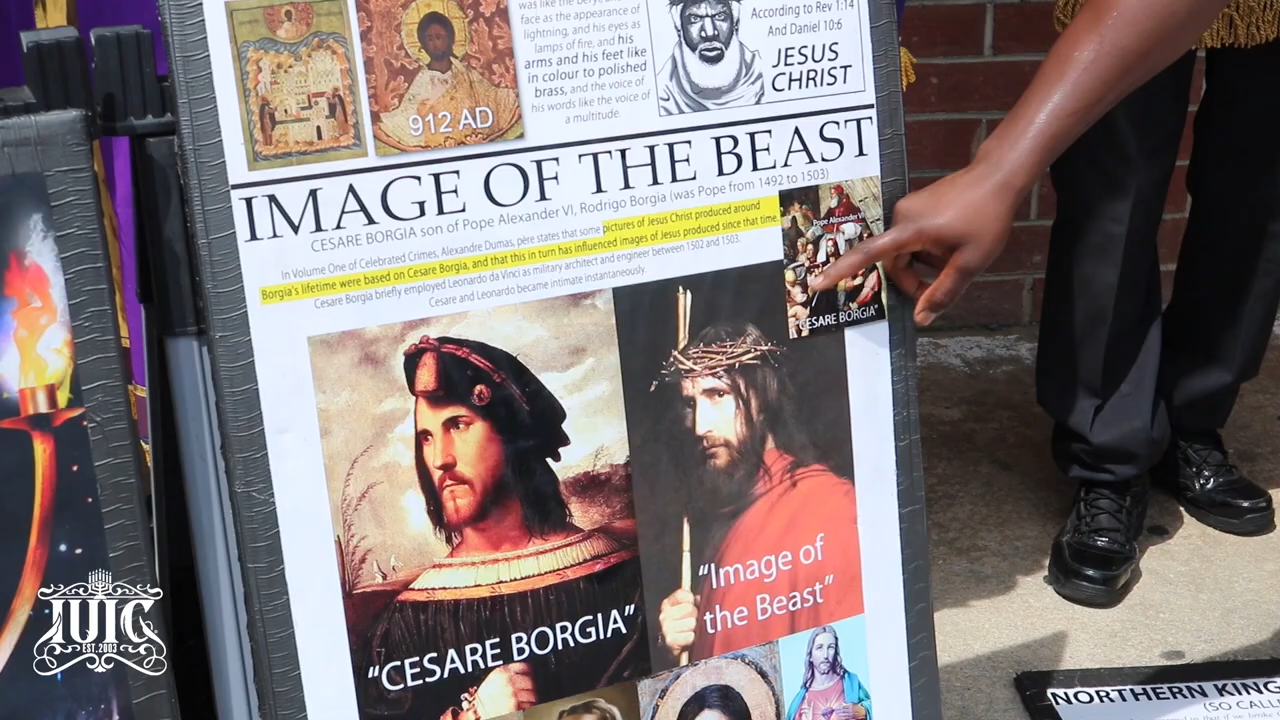 was like the beryl, and his
face as the appearance of
lightning, and his eyes as
lamps of fire, and his
arms and his feet like
in colour to polished
brass, and the voice of
his words like the voice of
a multitude.
According to Rev 1:14
And Daniel 10:6
JESUS
CHRIST
912 AD
IMAGE OF THE BEAST
CESARE BORGIA son of Pope Alexander VI, Rodrigo Borgia (was Pope from 1492 to 1503)
In Volume One of Celebrated Crimes, Alexandre Dumas, père states that some pictures of Jesus Christ produced around
Borgia's lifetime were based on Cesare Borgia, and that this in turn has influenced images of Jesus produced since that time.
Cesare Borgia briefly employed Leonardo da Vinci as military architect and engineer between 1502 and 1503.
Cesare and Leonardo became intimate instantaneously.
Pope Alexander VI
"CESARE BORGIA"
"Image of
the Beast"
"CESARE BORGIA"
IUIC
EST. 2003
NORTHERN KING
(SO CALL